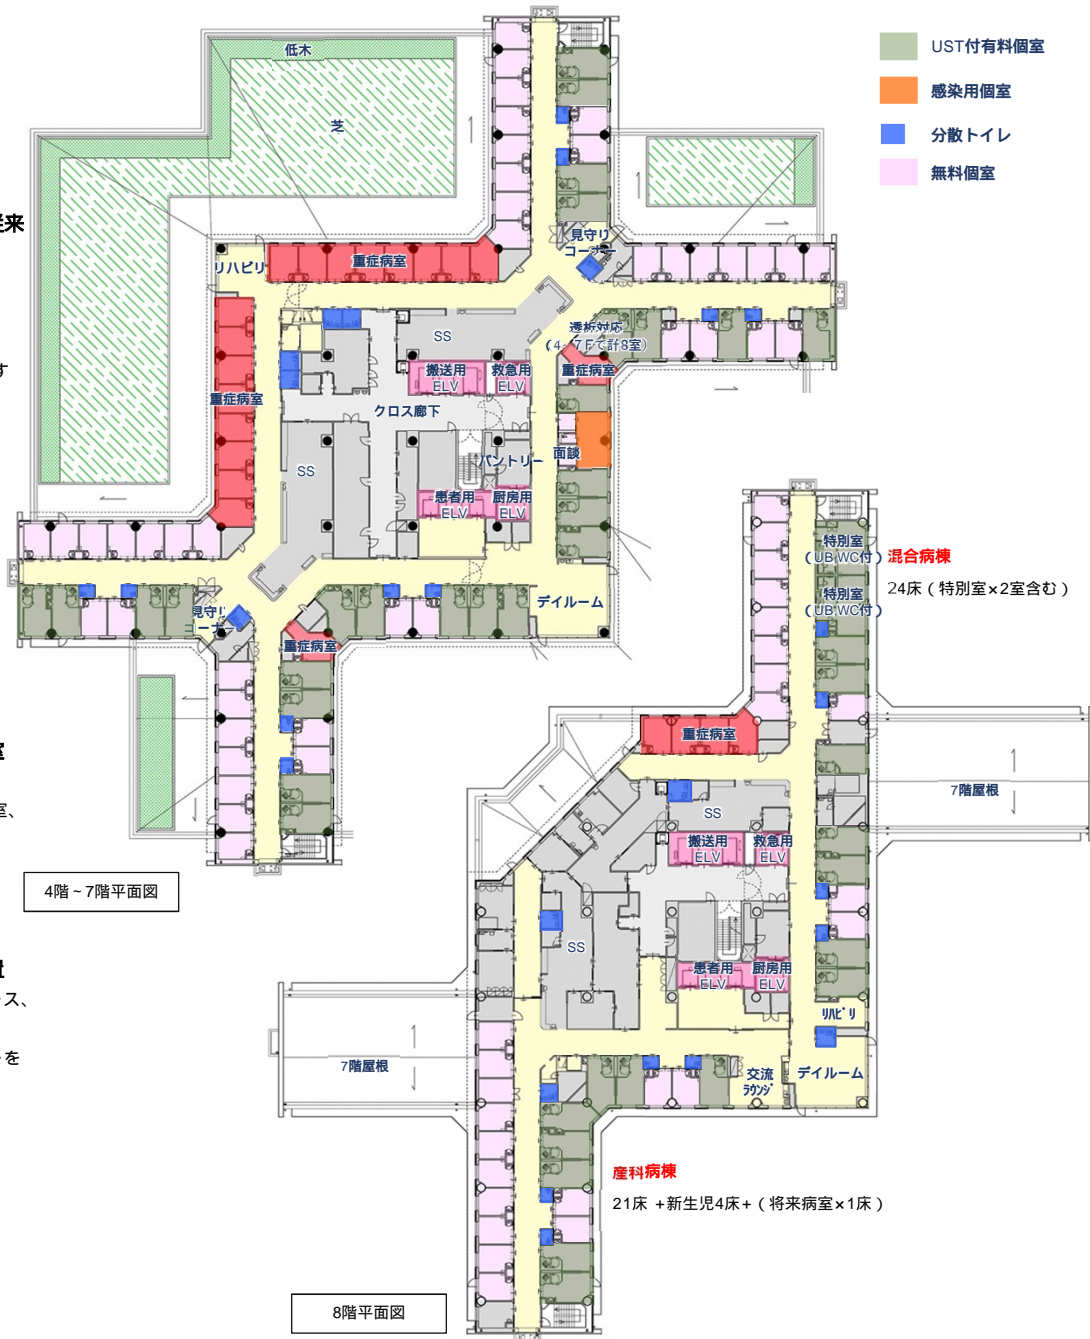 UST付有料個室
感染用個室
分散トイレ
無料個室
低木
芝
従来
見守り
コーナー
リハビリ
重症病室
透析対応
(4~7Fで計8室)
SS
搬送用
ELV
救急用
ELV
重症病室
す
重症病室
クロス廊下
面談
パントリー
SS
患者用
ELV
厨房用
ELV
デイルーム
見守り
コーナー
重症病室
室
室、
4階~7階平面図
ス、
を
特別室
(UB,WC付)
特別室
(UB,WC付)
混合病棟
24床(特別室×2室含む)
重症病室
7階屋根
SS
搬送用
ELV
救急用
ELV
SS
患者用
ELV
厨房用
ELV
リハビリ
7階屋根
交流
ラウンジ
デイルーム
産科病棟
21床 +新生児4床+(将来病室×1床)
8階平面図